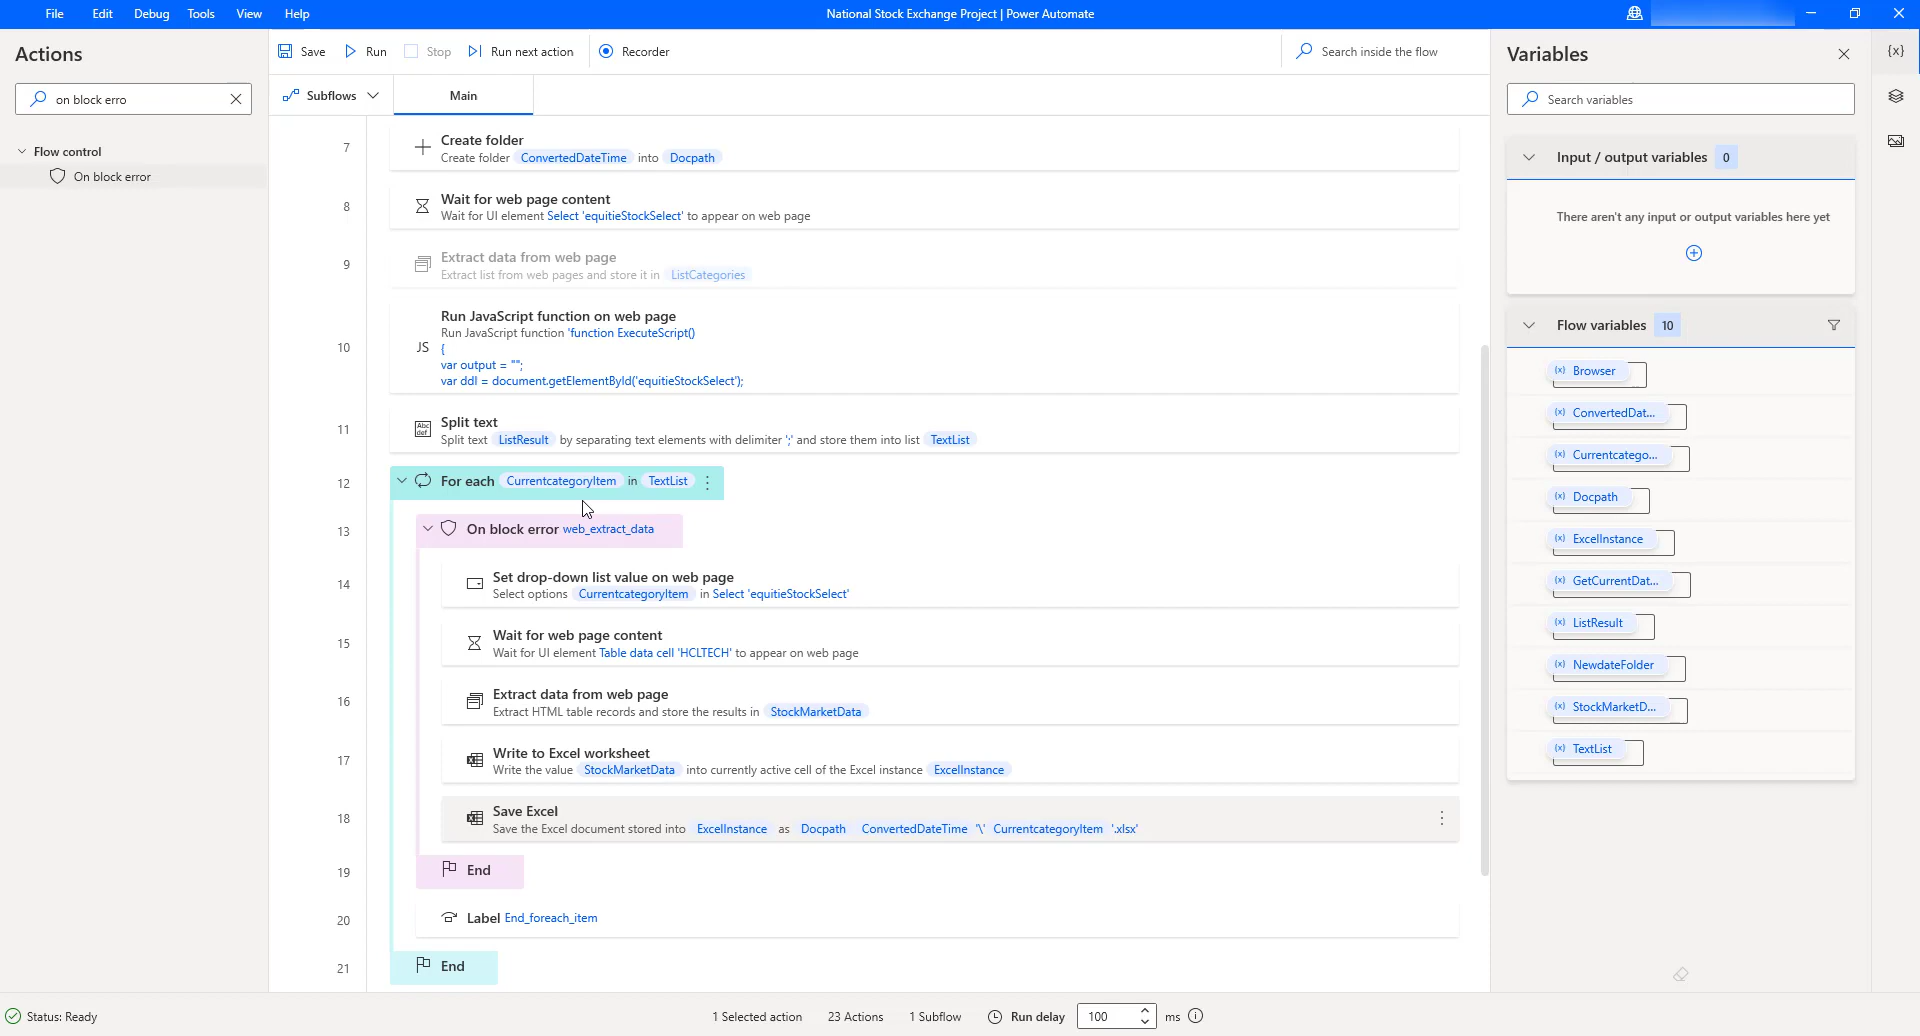 File Edit Debug Tools View Help
National Stock Exchange Project | Power Automate
Actions
on block erro
Flow control
On block error
Save Run Stop Run next action Recorder
Search inside the flow
Subflows
Main
7
Create folder
Create folder ConvertedDateTime into Docpath
8
Wait for web page content
Wait for UI element Select 'equitieStockSelect' to appear on web page
9
Extract data from web page
Extract list from web pages and store it in ListCategories
10
JS
Run JavaScript function on web page
Run JavaScript function 'function ExecuteScript()
{
var output = "";
var ddl = document.getElementById('equitieStockSelect');
11
Abc
def
Split text
Split text ListResult by separating text elements with delimiter ';' and store them into list TextList
12
For each CurrentcategoryItem in TextList
13
On block error web_extract_data
14
Set drop-down list value on web page
Select options CurrentcategoryItem in Select 'equitieStockSelect'
15
Wait for web page content
Wait for UI element Table data cell 'HCLTECH' to appear on web page
16
Extract data from web page
Extract HTML table records and store the results in StockMarketData
17
Write to Excel worksheet
Write the value StockMarketData into currently active cell of the Excel instance ExcelInstance
18
Save Excel
Save the Excel document stored into ExcelInstance as Docpath ConvertedDateTime '\' CurrentcategoryItem '.xlsx'
19
End
20
Label End_foreach_item
21
End
Variables
{x}
Search variables
Input / output variables 0
There aren't any input or output variables here yet
Flow variables 10
(x) Browser
(x) ConvertedDat...
(x) Currentcatego...
(x) Docpath
(x) ExcelInstance
(x) GetCurrentDat...
(x) ListResult
(x) NewdateFolder
(x) StockMarketD...
(x) TextList
Status: Ready
1 Selected action 23 Actions 1 Subflow Run delay 100 ms